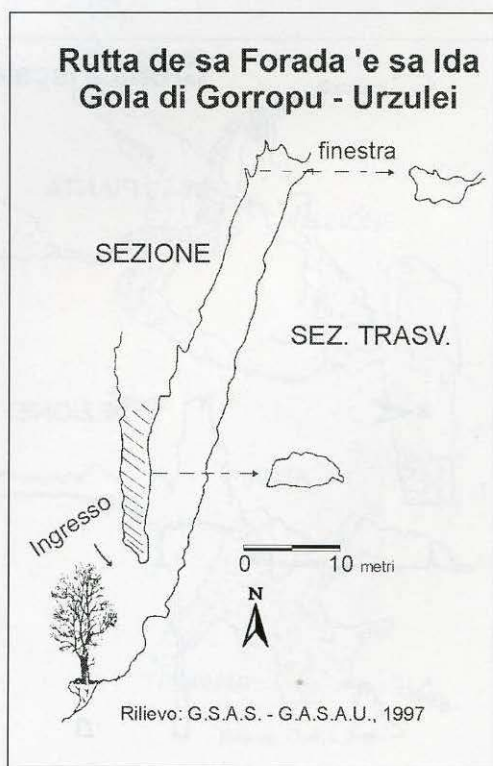 Rutta de sa Forada 'e sa Ida
Gola di Gorropu - Urzulei
finestra
SEZIONE
SEZ. TRASV.
Ingresso
0 10 metri
N
Rilievo: G.S.A.S. - G.A.S.A.U., 1997